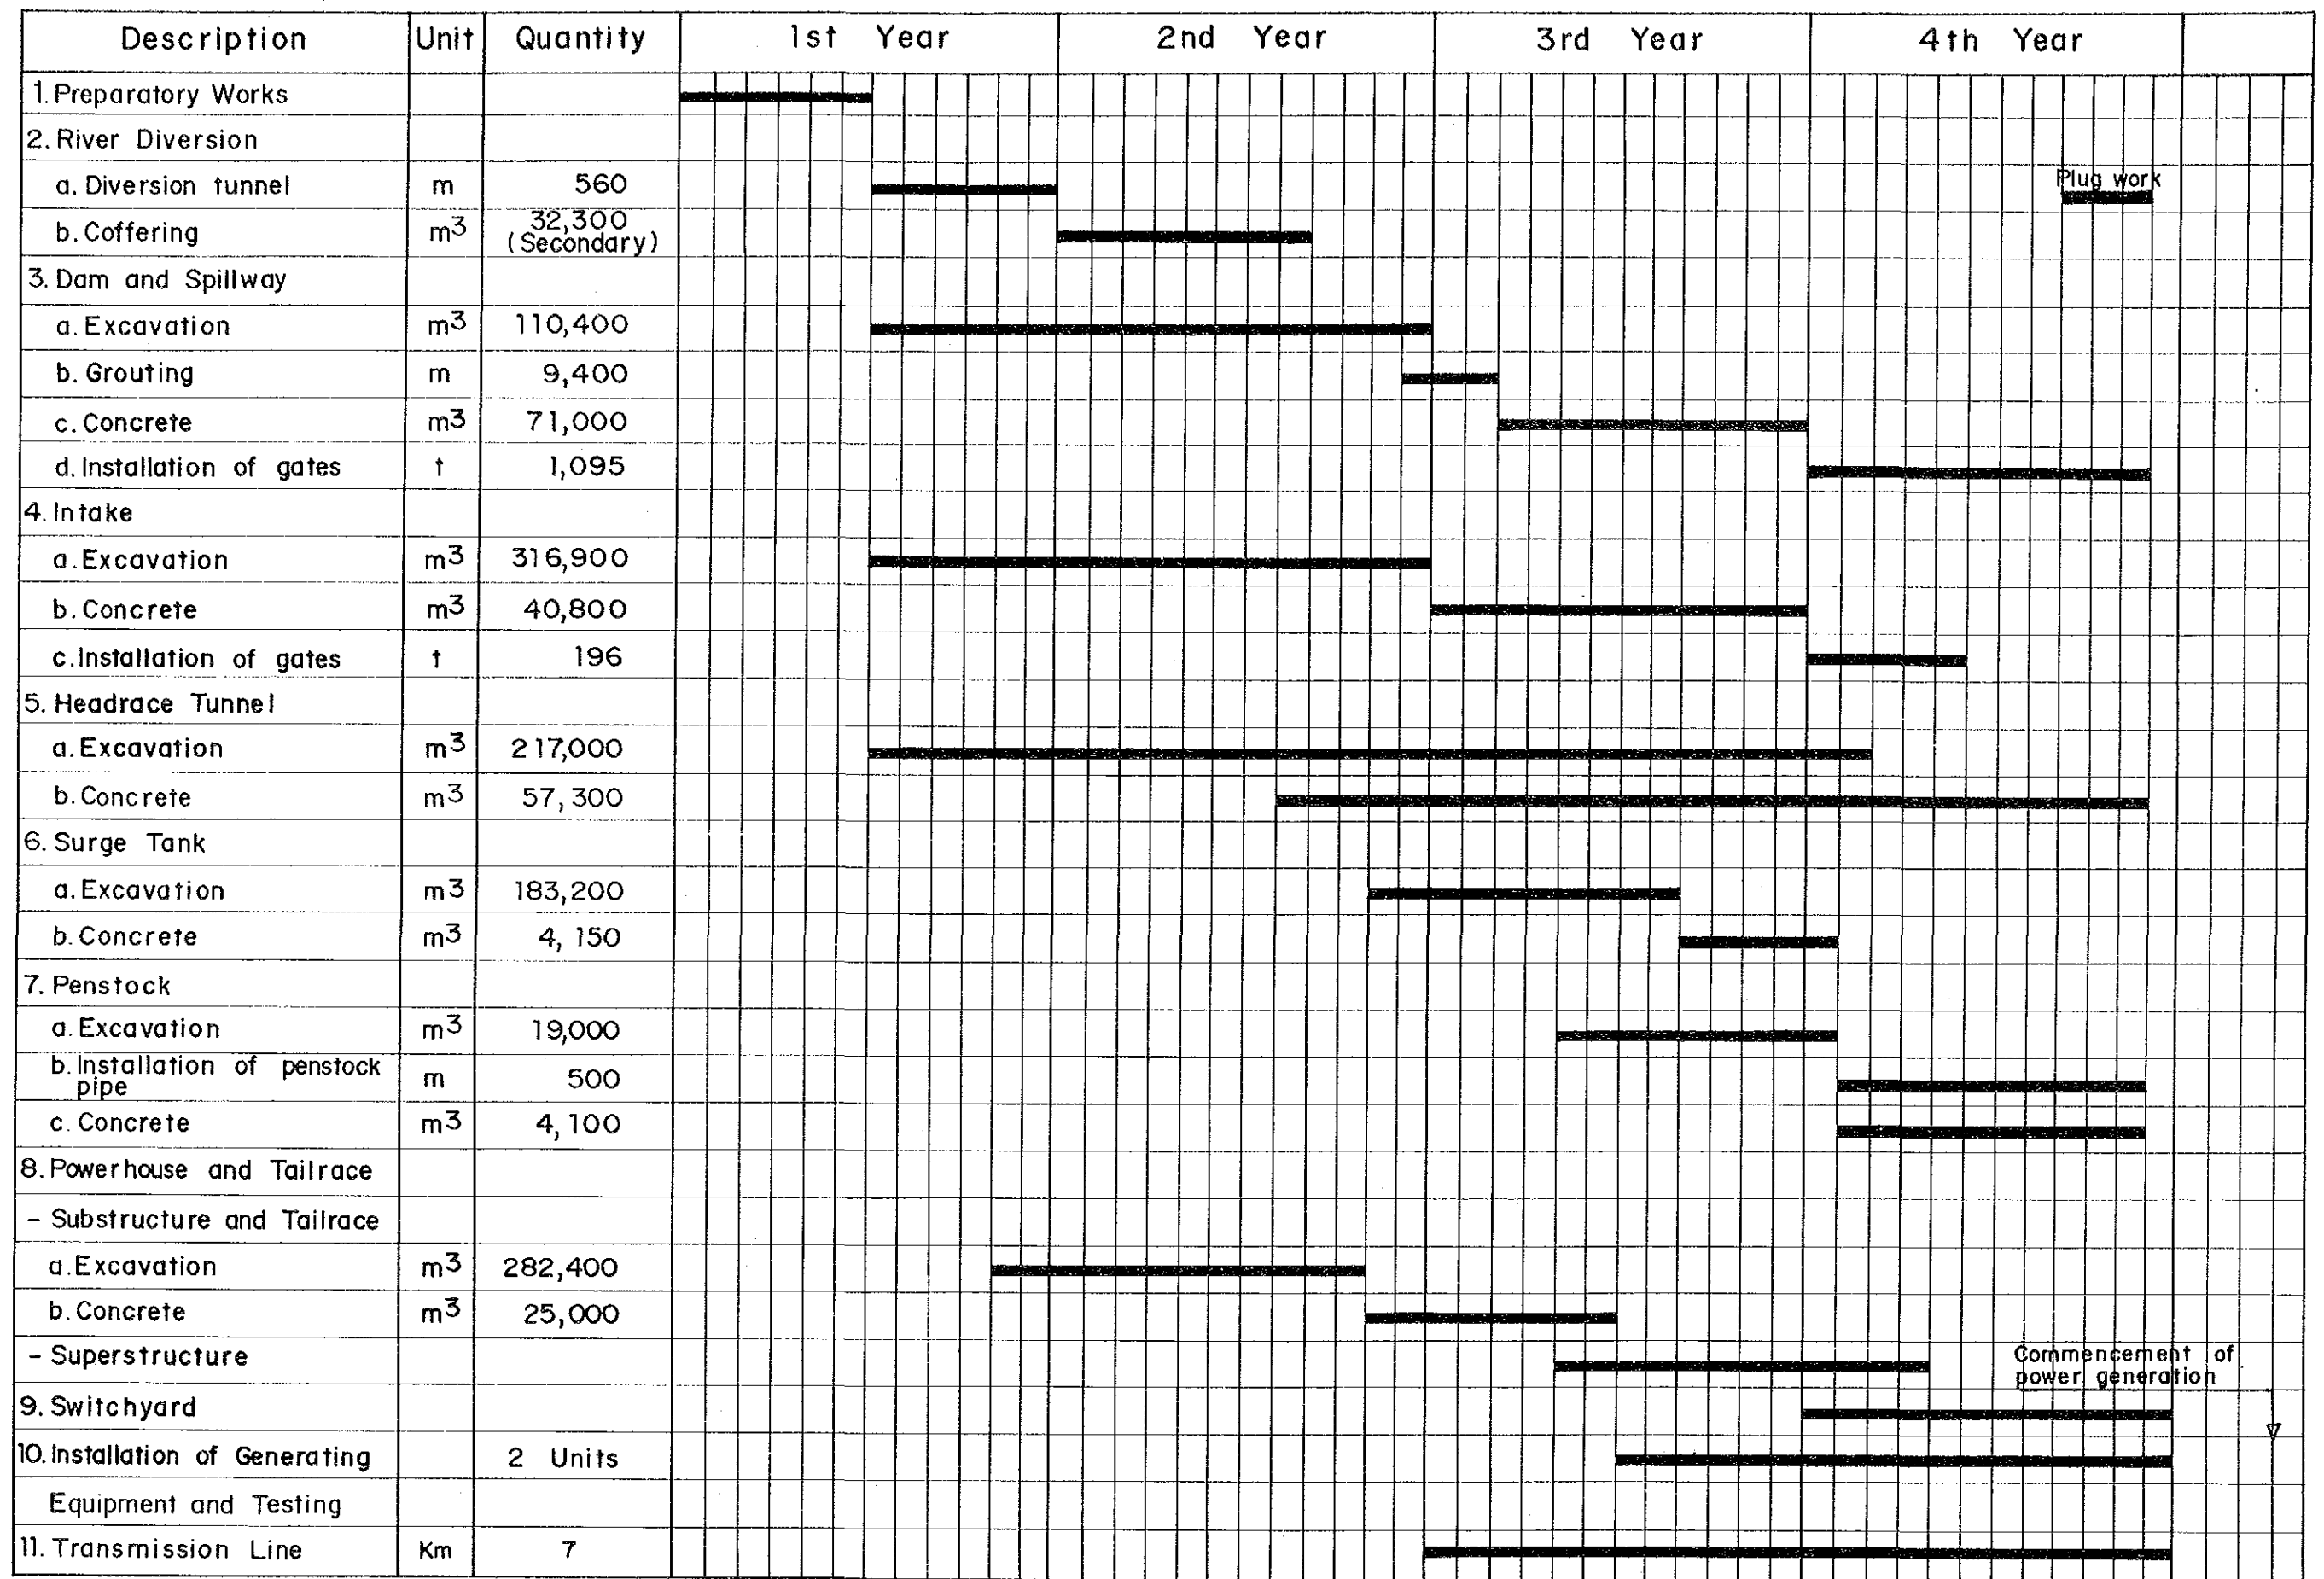 Description Unit Quantity 1st Year 2nd Year 3rd Year 4th Year
1. Preparatory Works
2. River Diversion
a. Diversion tunnel m 560 Plug work
b. Coffering m3 32,300
(Secondary)
3. Dam and Spillway
a. Excavation m3 110,400
b. Grouting m 9,400
c. Concrete m3 71,000
d. Installation of gates t 1,095
4. Intake
a. Excavation m3 316,900
b. Concrete m3 40,800
c. Installation of gates t 196
5. Headrace Tunnel
a. Excavation m3 217,000
b. Concrete m3 57,300
6. Surge Tank
a. Excavation m3 183,200
b. Concrete m3 4,150
7. Penstock
a. Excavation m3 19,000
b. Installation of penstock
pipe m 500
c. Concrete m3 4,100
8. Powerhouse and Tailrace
- Substructure and Tailrace
a. Excavation m3 282,400
b. Concrete m3 25,000
- Superstructure Commencement of
power generation
9. Switchyard
10. Installation of Generating 2 Units
Equipment and Testing
11. Transmission Line Km 7